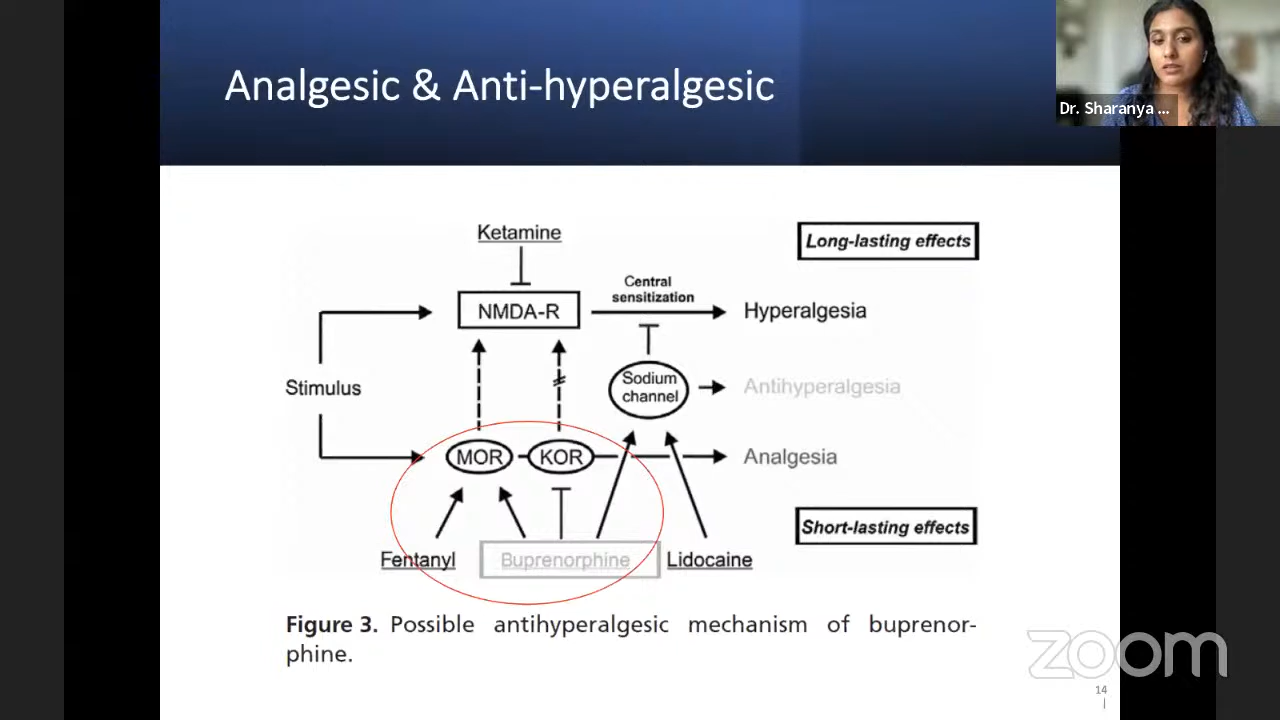 Analgesic & Anti-hyperalgesic
Dr. Sharanya ...
Ketamine
Long-lasting effects
Central
sensitization
NMDA-R
Hyperalgesia
Stimulus
Sodium
channel
Antihyperalgesia
MOR
KOR
Analgesia
Short-lasting effects
Fentanyl
Buprenorphine
Lidocaine
Figure 3. Possible antihyperalgesic mechanism of buprenor-
phine.
zoom
14